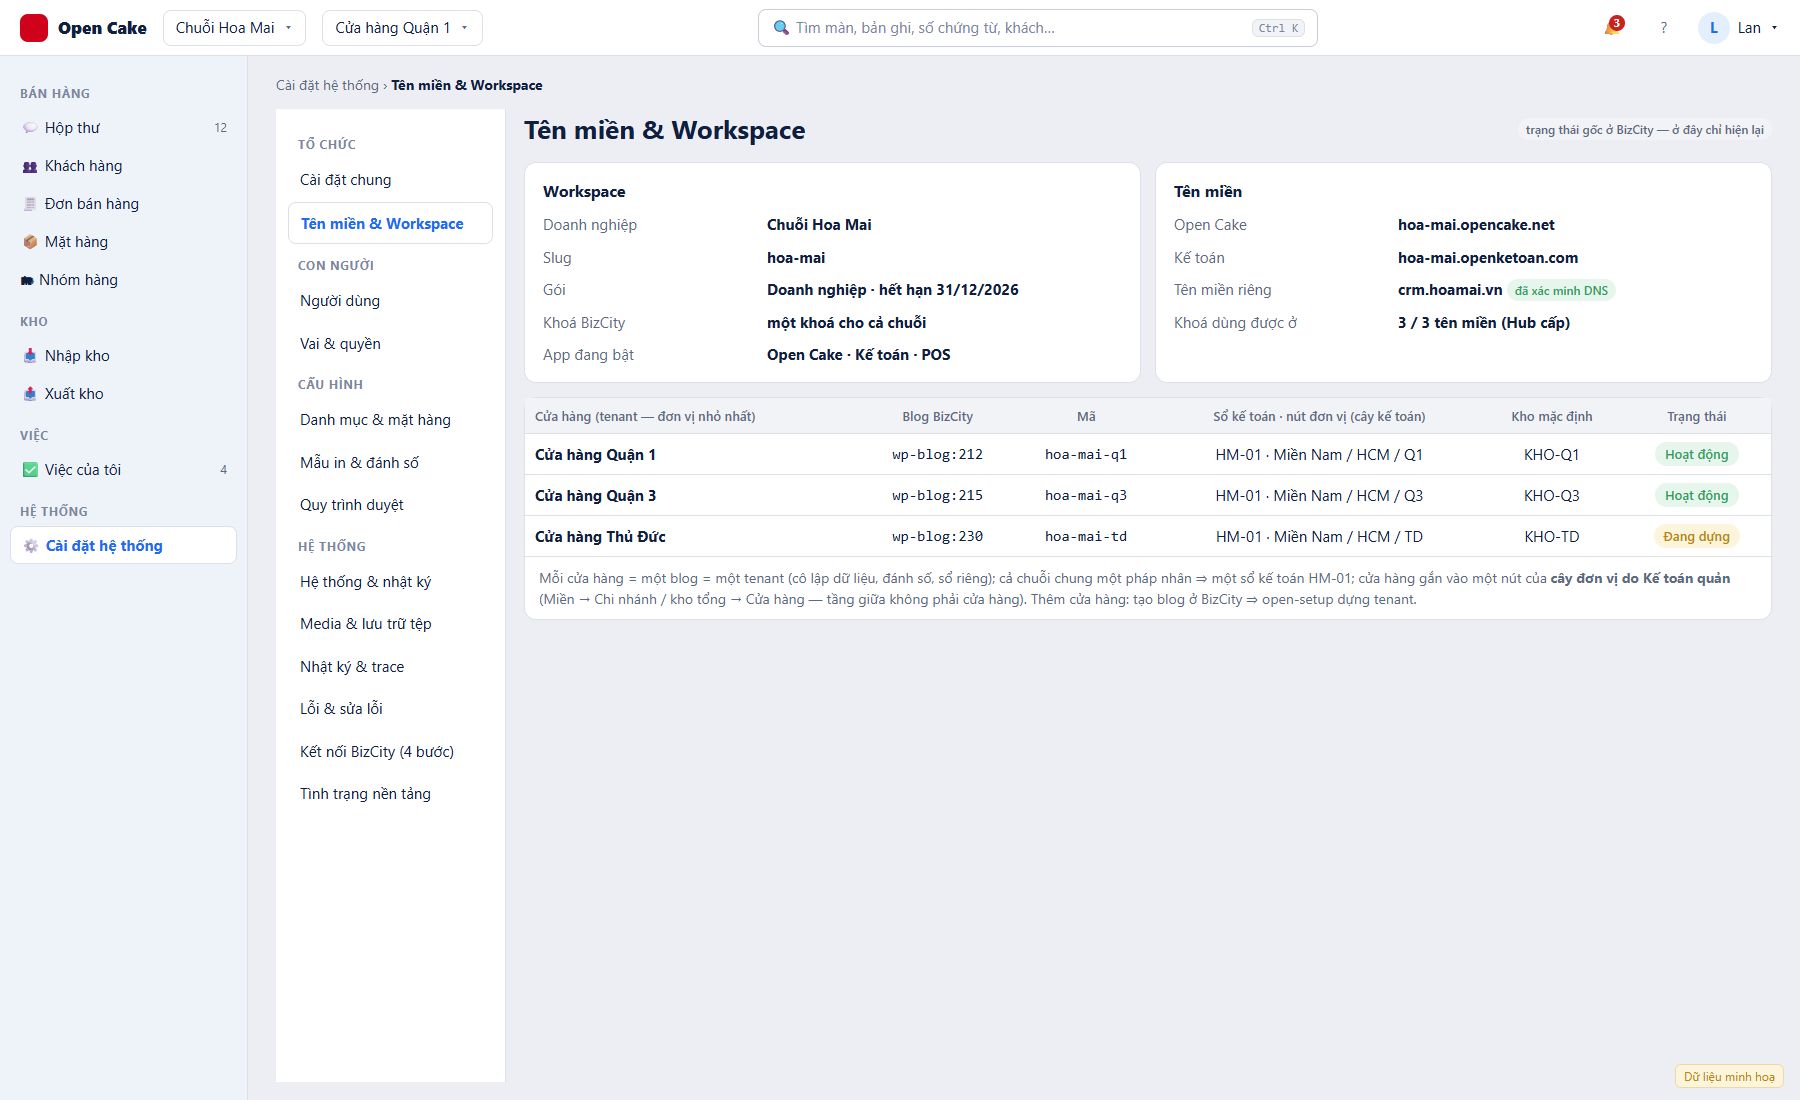 Open Cake
Chuỗi Hoa Mai
Cửa hàng Quận 1
Tìm màn, bản ghi, số chứng từ, khách...
Ctrl K
3
?
L
Lan
BÁN HÀNG
Hộp thư 12
Khách hàng
Đơn bán hàng
Mặt hàng
Nhóm hàng
KHO
Nhập kho
Xuất kho
VIỆC
Việc của tôi 4
HỆ THỐNG
Cài đặt hệ thống
Cài đặt hệ thống › Tên miền & Workspace
TỔ CHỨC
Cài đặt chung
Tên miền & Workspace
CON NGƯỜI
Người dùng
Vai & quyền
CẤU HÌNH
Danh mục & mặt hàng
Mẫu in & đánh số
Quy trình duyệt
HỆ THỐNG
Hệ thống & nhật ký
Media & lưu trữ tệp
Nhật ký & trace
Lỗi & sửa lỗi
Kết nối BizCity (4 bước)
Tình trạng nền tảng
Tên miền & Workspace
trạng thái gốc ở BizCity — ở đây chỉ hiện lại
Workspace
Doanh nghiệp Chuỗi Hoa Mai
Slug hoa-mai
Gói Doanh nghiệp · hết hạn 31/12/2026
Khoá BizCity một khoá cho cả chuỗi
App đang bật Open Cake · Kế toán · POS
Tên miền
Open Cake hoa-mai.opencake.net
Kế toán hoa-mai.openketoan.com
Tên miền riêng crm.hoamai.vn đã xác minh DNS
Khoá dùng được ở 3 / 3 tên miền (Hub cấp)
Cửa hàng (tenant — đơn vị nhỏ nhất) Blog BizCity Mã Sổ kế toán · nút đơn vị (cây kế toán) Kho mặc định Trạng thái
Cửa hàng Quận 1 wp-blog:212 hoa-mai-q1 HM-01 · Miền Nam / HCM / Q1 KHO-Q1 Hoạt động
Cửa hàng Quận 3 wp-blog:215 hoa-mai-q3 HM-01 · Miền Nam / HCM / Q3 KHO-Q3 Hoạt động
Cửa hàng Thủ Đức wp-blog:230 hoa-mai-td HM-01 · Miền Nam / HCM / TD KHO-TD Đang dựng
Mỗi cửa hàng = một blog = một tenant (cô lập dữ liệu, đánh số, sổ riêng); cả chuỗi chung một pháp nhân ⇒ một sổ kế toán HM-01; cửa hàng gắn vào một nút của cây đơn vị do Kế toán quản
(Miền → Chi nhánh / kho tổng → Cửa hàng — tầng giữa không phải cửa hàng). Thêm cửa hàng: tạo blog ở BizCity ⇒ open-setup dựng tenant.
Dữ liệu minh hoạ